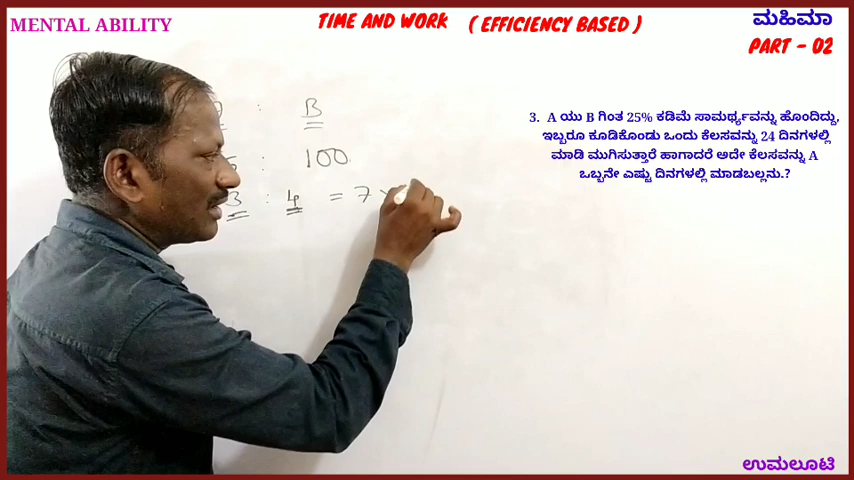 MENTAL ABILITY
TIME AND WORK ( EFFICIENCY BASED )
ಮಹಿಮಾ
PART - 02
3. A ಯು B ಗಿಂತ 25% ಕಡಿಮೆ ಸಾಮರ್ಥ್ಯವನ್ನು ಹೊಂದಿದ್ದು,
ಇಬ್ಬರೂ ಕೂಡಿಕೊಂಡು ಒಂದು ಕೆಲಸವನ್ನು 24 ದಿನಗಳಲ್ಲಿ
ಮಾಡಿ ಮುಗಿಸುತ್ತಾರೆ ಹಾಗಾದರೆ ಅದೇ ಕೆಲಸವನ್ನು A
ಒಬ್ಬನೇ ಎಷ್ಟು ದಿನಗಳಲ್ಲಿ ಮಾಡಬಲ್ಲನು.?
: B
: 100
3 : 4 = 7 ×
ಉಮಲೂಟಿ